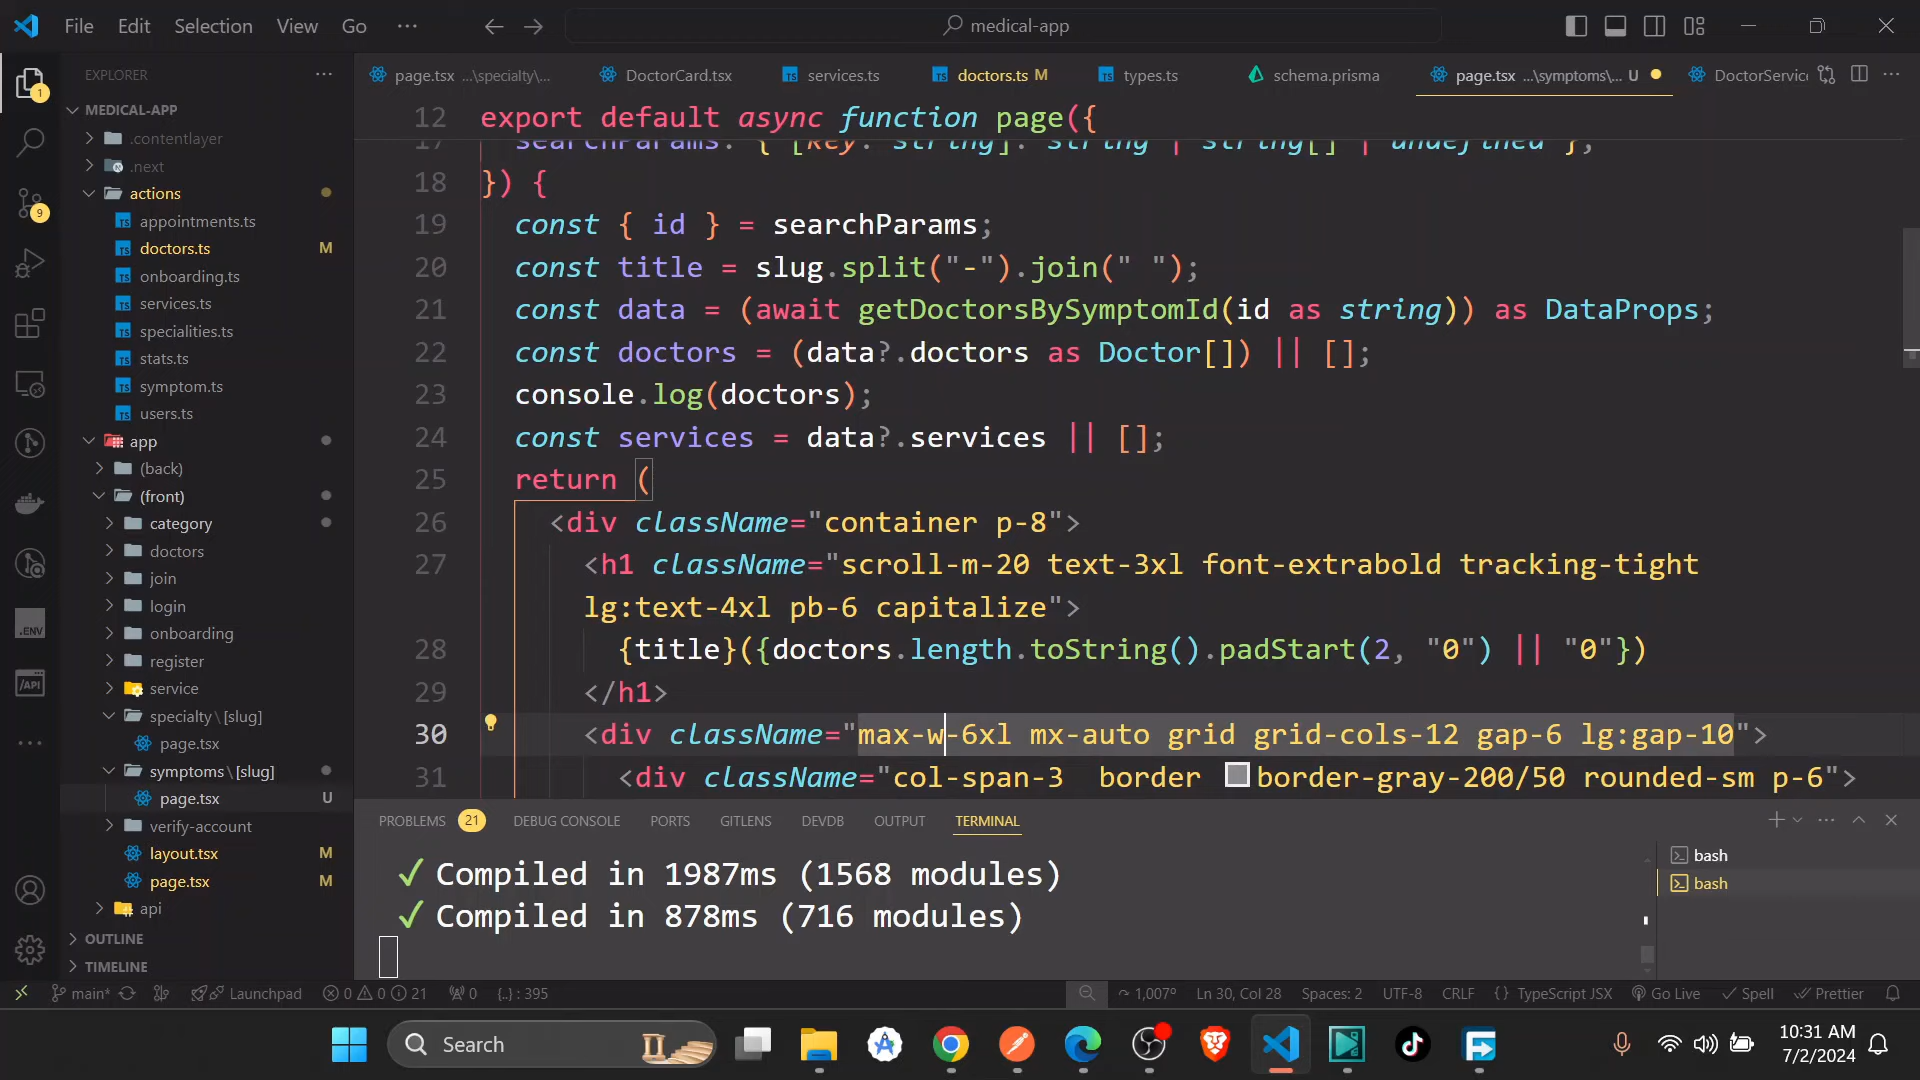 File Edit Selection View Go ··· medical-app
EXPLORER ···
MEDICAL-APP
.contentlayer
.next
actions
appointments.ts
doctors.ts M
onboarding.ts
services.ts
specialities.ts
stats.ts
symptom.ts
users.ts
app
(back)
(front)
category
doctors
join
login
onboarding
register
service
specialty\[slug]
page.tsx
symptoms\[slug]
page.tsx U
verify-account
layout.tsx M
page.tsx M
api
OUTLINE
TIMELINE
1
9
.ENV
/API
page.tsx ...\specialty\... DoctorCard.tsx services.ts doctors.ts M types.ts schema.prisma page.tsx ...\symptoms\... U DoctorServic
12 export default async function page({
17 searchParams: { [key: string]: string | string[] | undefined };
18 }) {
19 const { id } = searchParams;
20 const title = slug.split("-").join(" ");
21 const data = (await getDoctorsBySymptomId(id as string)) as DataProps;
22 const doctors = (data?.doctors as Doctor[]) || [];
23 console.log(doctors);
24 const services = data?.services || [];
25 return (
26 <div className="container p-8">
27 <h1 className="scroll-m-20 text-3xl font-extrabold tracking-tight
lg:text-4xl pb-6 capitalize">
28 {title}({doctors.length.toString().padStart(2, "0") || "0"})
29 </h1>
30 <div className="max-w-6xl mx-auto grid grid-cols-12 gap-6 lg:gap-10">
31 <div className="col-span-3  border border-gray-200/50 rounded-sm p-6">
PROBLEMS 21 DEBUG CONSOLE PORTS GITLENS DEVDB OUTPUT TERMINAL
✓ Compiled in 1987ms (1568 modules)
✓ Compiled in 878ms (716 modules)
bash
bash
main* Launchpad 0 0 21 0 {..} : 395 Ln 30, Col 28 Spaces: 2 UTF-8 CRLF {} TypeScript JSX Go Live Spell Prettier
Search
10:31 AM
7/2/2024